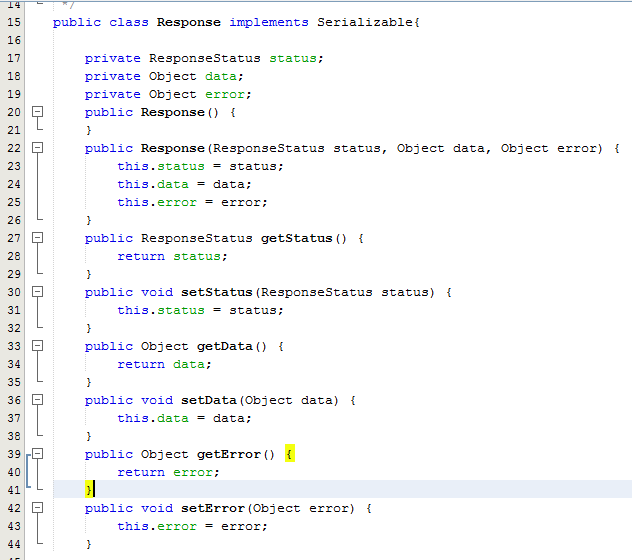 14 */
15 public class Response implements Serializable{
16
17 private ResponseStatus status;
18 private Object data;
19 private Object error;
20 public Response() {
21 }
22 public Response(ResponseStatus status, Object data, Object error) {
23 this.status = status;
24 this.data = data;
25 this.error = error;
26 }
27 public ResponseStatus getStatus() {
28 return status;
29 }
30 public void setStatus(ResponseStatus status) {
31 this.status = status;
32 }
33 public Object getData() {
34 return data;
35 }
36 public void setData(Object data) {
37 this.data = data;
38 }
39 public Object getError() {
40 return error;
41 }
42 public void setError(Object error) {
43 this.error = error;
44 }